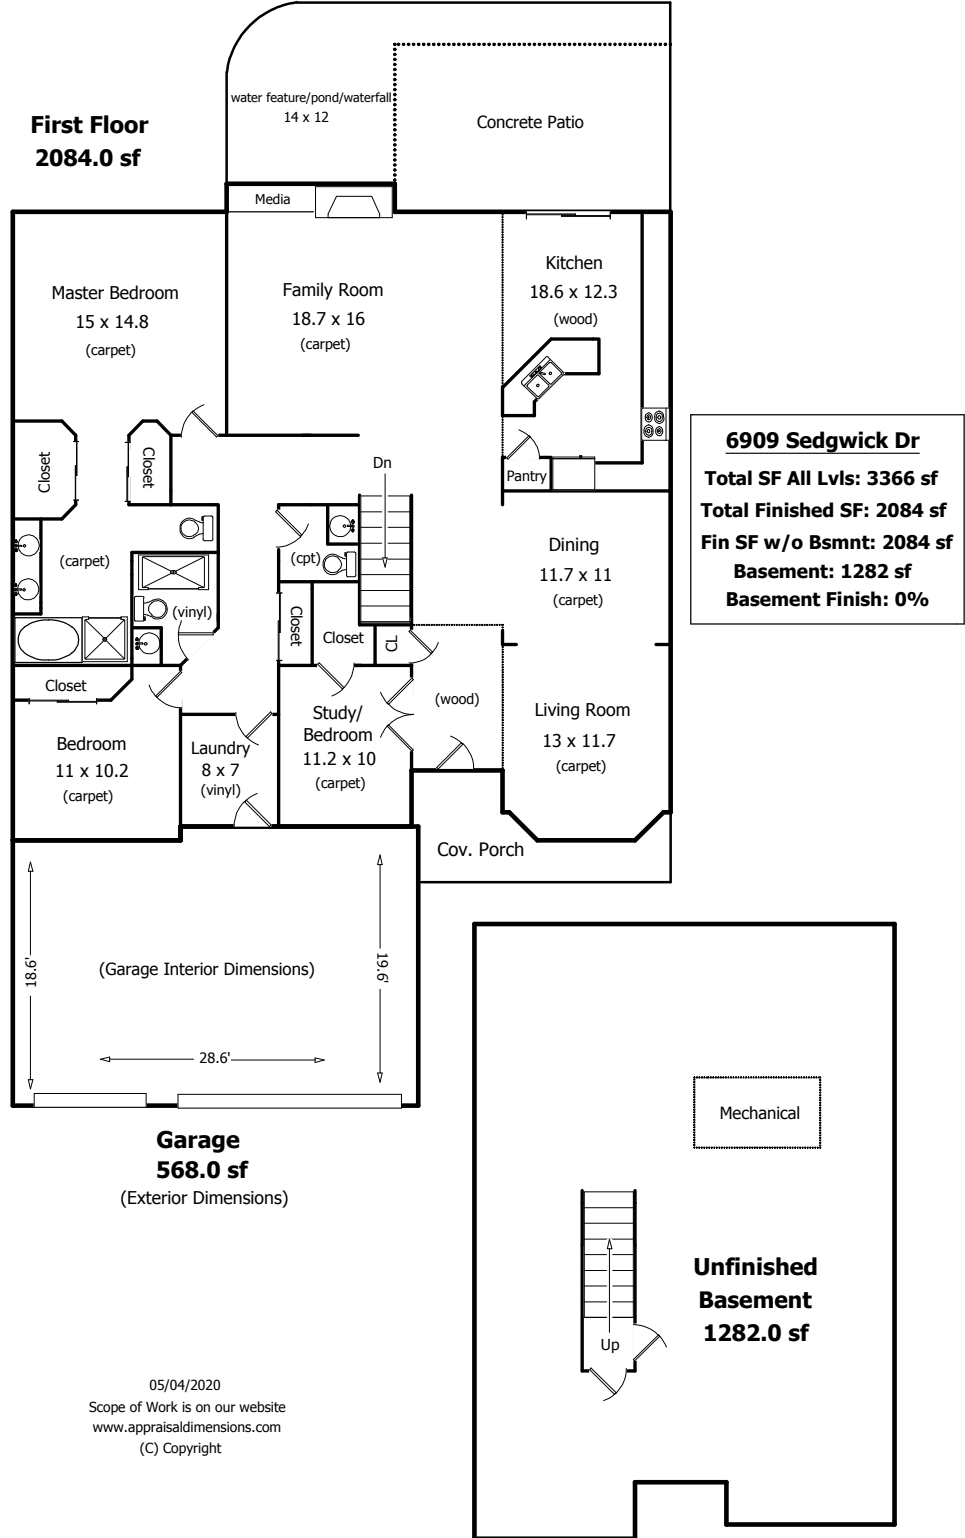 First Floor
2084.0 sf
water feature/pond/waterfall
14 x 12
Concrete Patio
Media
Master Bedroom
15 x 14.8
(carpet)
Family Room
18.7 x 16
(carpet)
Kitchen
18.6 x 12.3
(wood)
Closet
Closet
Dn
Pantry
(carpet)
(cpt)
(vinyl)
Dining
11.7 x 11
(carpet)
Closet
Closet
CL
Closet
Bedroom
11 x 10.2
(carpet)
Laundry
8 x 7
(vinyl)
Study/
Bedroom
11.2 x 10
(carpet)
(wood)
Living Room
13 x 11.7
(carpet)
Cov. Porch
6909 Sedgwick Dr
Total SF All Lvls: 3366 sf
Total Finished SF: 2084 sf
Fin SF w/o Bsmnt: 2084 sf
Basement: 1282 sf
Basement Finish: 0%
18.6'
(Garage Interior Dimensions)
19.6'
28.6'
Garage
568.0 sf
(Exterior Dimensions)
Mechanical
Up
Unfinished
Basement
1282.0 sf
05/04/2020
Scope of Work is on our website
www.appraisaldimensions.com
(C) Copyright